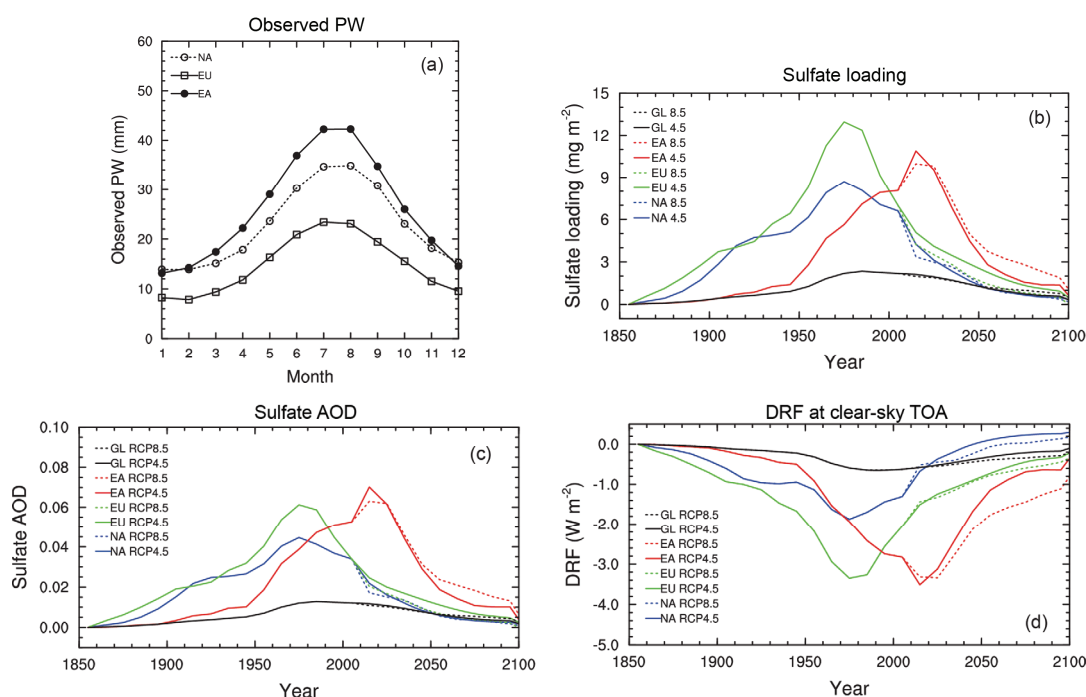 Observed PW
(a)
NA
EU
EA
Observed PW (mm)
60
50
40
30
20
10
0
1 2 3 4 5 6 7 8 9 10 11 12
Month
Sulfate loading
(b)
GL 8.5
GL 4.5
EA 8.5
EA 4.5
EU 8.5
EU 4.5
NA 8.5
NA 4.5
Sulfate loading (mg m⁻²)
15
12
9
6
3
0
1850 1900 1950 2000 2050 2100
Year
Sulfate AOD
(c)
GL RCP8.5
GL RCP4.5
EA RCP8.5
EA RCP4.5
EU RCP8.5
EU RCP4.5
NA RCP8.5
NA RCP4.5
Sulfate AOD
0.10
0.08
0.06
0.04
0.02
0.00
1850 1900 1950 2000 2050 2100
Year
DRF at clear-sky TOA
GL RCP8.5
GL RCP4.5
EA RCP8.5
EA RCP4.5
EU RCP8.5
EU RCP4.5
NA RCP8.5
NA RCP4.5
(d)
DRF (W m⁻²)
0.0
-1.0
-2.0
-3.0
-4.0
-5.0
1850 1900 1950 2000 2050 2100
Year